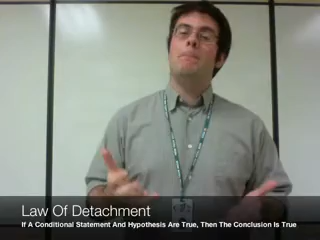 Law Of Detachment
If A Conditional Statement And Hypothesis Are True, Then The Conclusion Is True